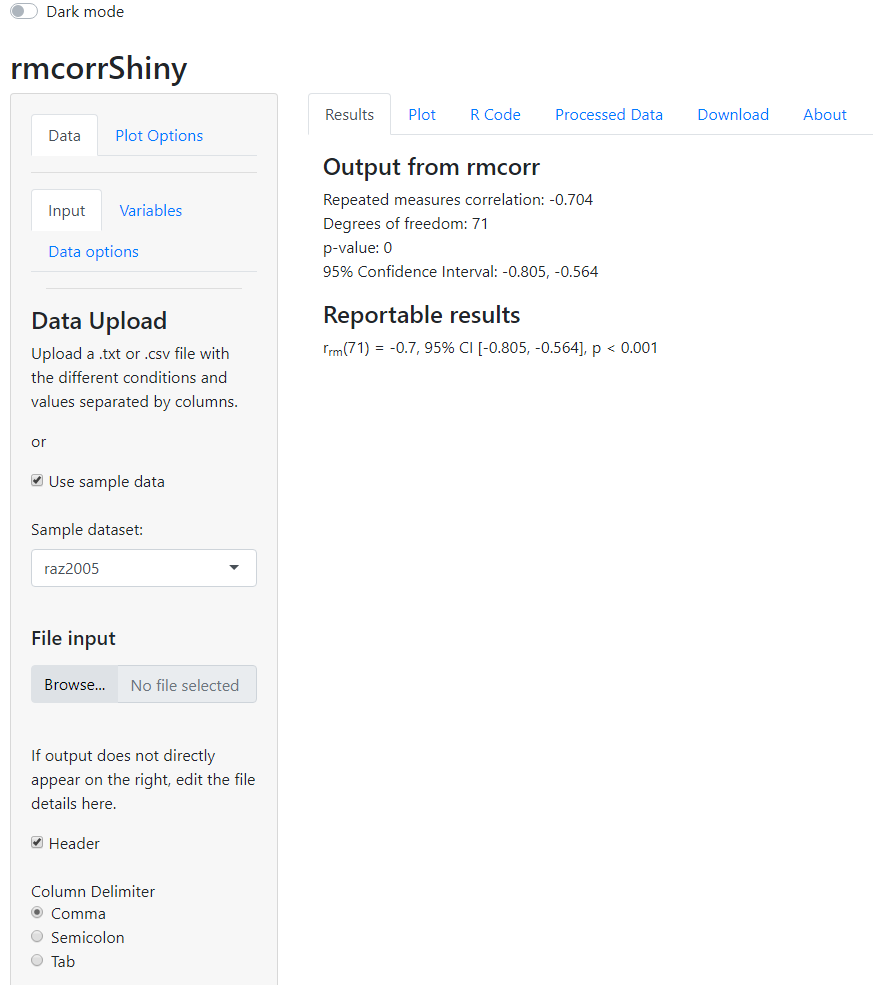 Dark mode
rmcorrShiny
Data
Plot Options
Input
Variables
Data options
Data Upload
Upload a .txt or .csv file with
the different conditions and
values separated by columns.
or
Use sample data
Sample dataset:
raz2005
File input
Browse...
No file selected
If output does not directly
appear on the right, edit the file
details here.
Header
Column Delimiter
Comma
Semicolon
Tab
Results
Plot
R Code
Processed Data
Download
About
Output from rmcorr
Repeated measures correlation: -0.704
Degrees of freedom: 71
p-value: 0
95% Confidence Interval: -0.805, -0.564
Reportable results
rrm(71) = -0.7, 95% CI [-0.805, -0.564], p < 0.001